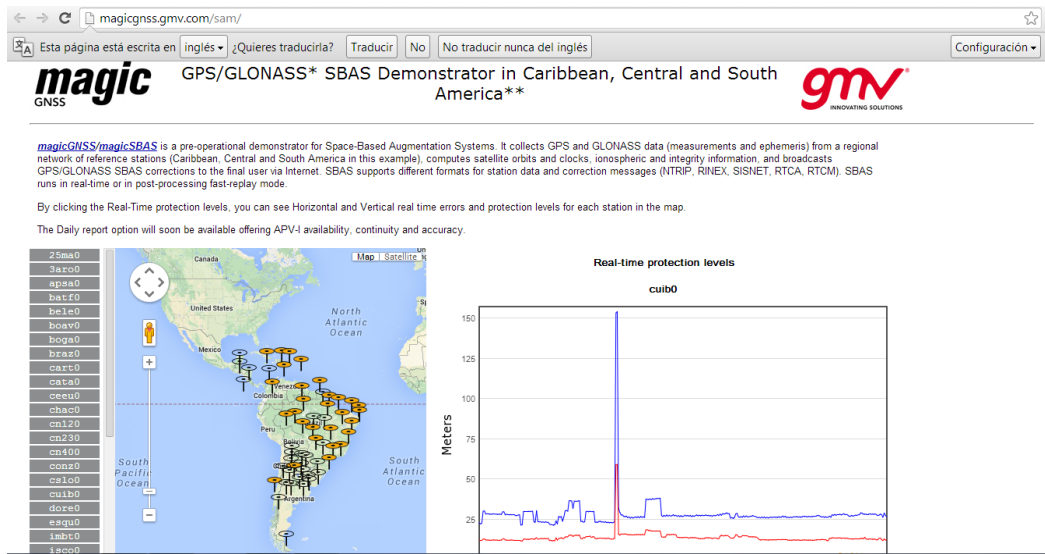 magicgnss.gmv.com/sam/
Esta página está escrita en inglés ¿Quieres traducirla? Traducir No No traducir nunca del inglés Configuración
magic
GNSS
GPS/GLONASS* SBAS Demonstrator in Caribbean, Central and South
America**
gmv
INNOVATING SOLUTIONS
magicGNSS/magicSBAS is a pre-operational demonstrator for Space-Based Augmentation Systems. It collects GPS and GLONASS data (measurements and ephemeris) from a regional
network of reference stations (Caribbean, Central and South America in this example), computes satellite orbits and clocks, ionospheric and integrity information, and broadcasts
GPS/GLONASS SBAS corrections to the final user via Internet. SBAS supports different formats for station data and correction messages (NTRIP, RINEX, SISNET, RTCA, RTCM). SBAS
runs in real-time or in post-processing fast-replay mode.
By clicking the Real-Time protection levels, you can see Horizontal and Vertical real time errors and protection levels for each station in the map.
The Daily report option will soon be available offering APV-I availability, continuity and accuracy.
25ma0
3aro0
apsa0
batf0
bele0
boav0
boga0
braz0
cart0
cata0
ceeu0
chac0
cn120
cn230
cn400
conz0
cslo0
cuib0
dore0
esqu0
imbt0
isco0
Map Satellite
Canada
United States
North
Atlantic
Ocean
Mexico
Venez
Colombia
Peru
Bolivia
South
Pacific
Ocean
South
Atlantic
Ocean
Argentina
Real-time protection levels
cuib0
Meters
150
125
100
75
50
25